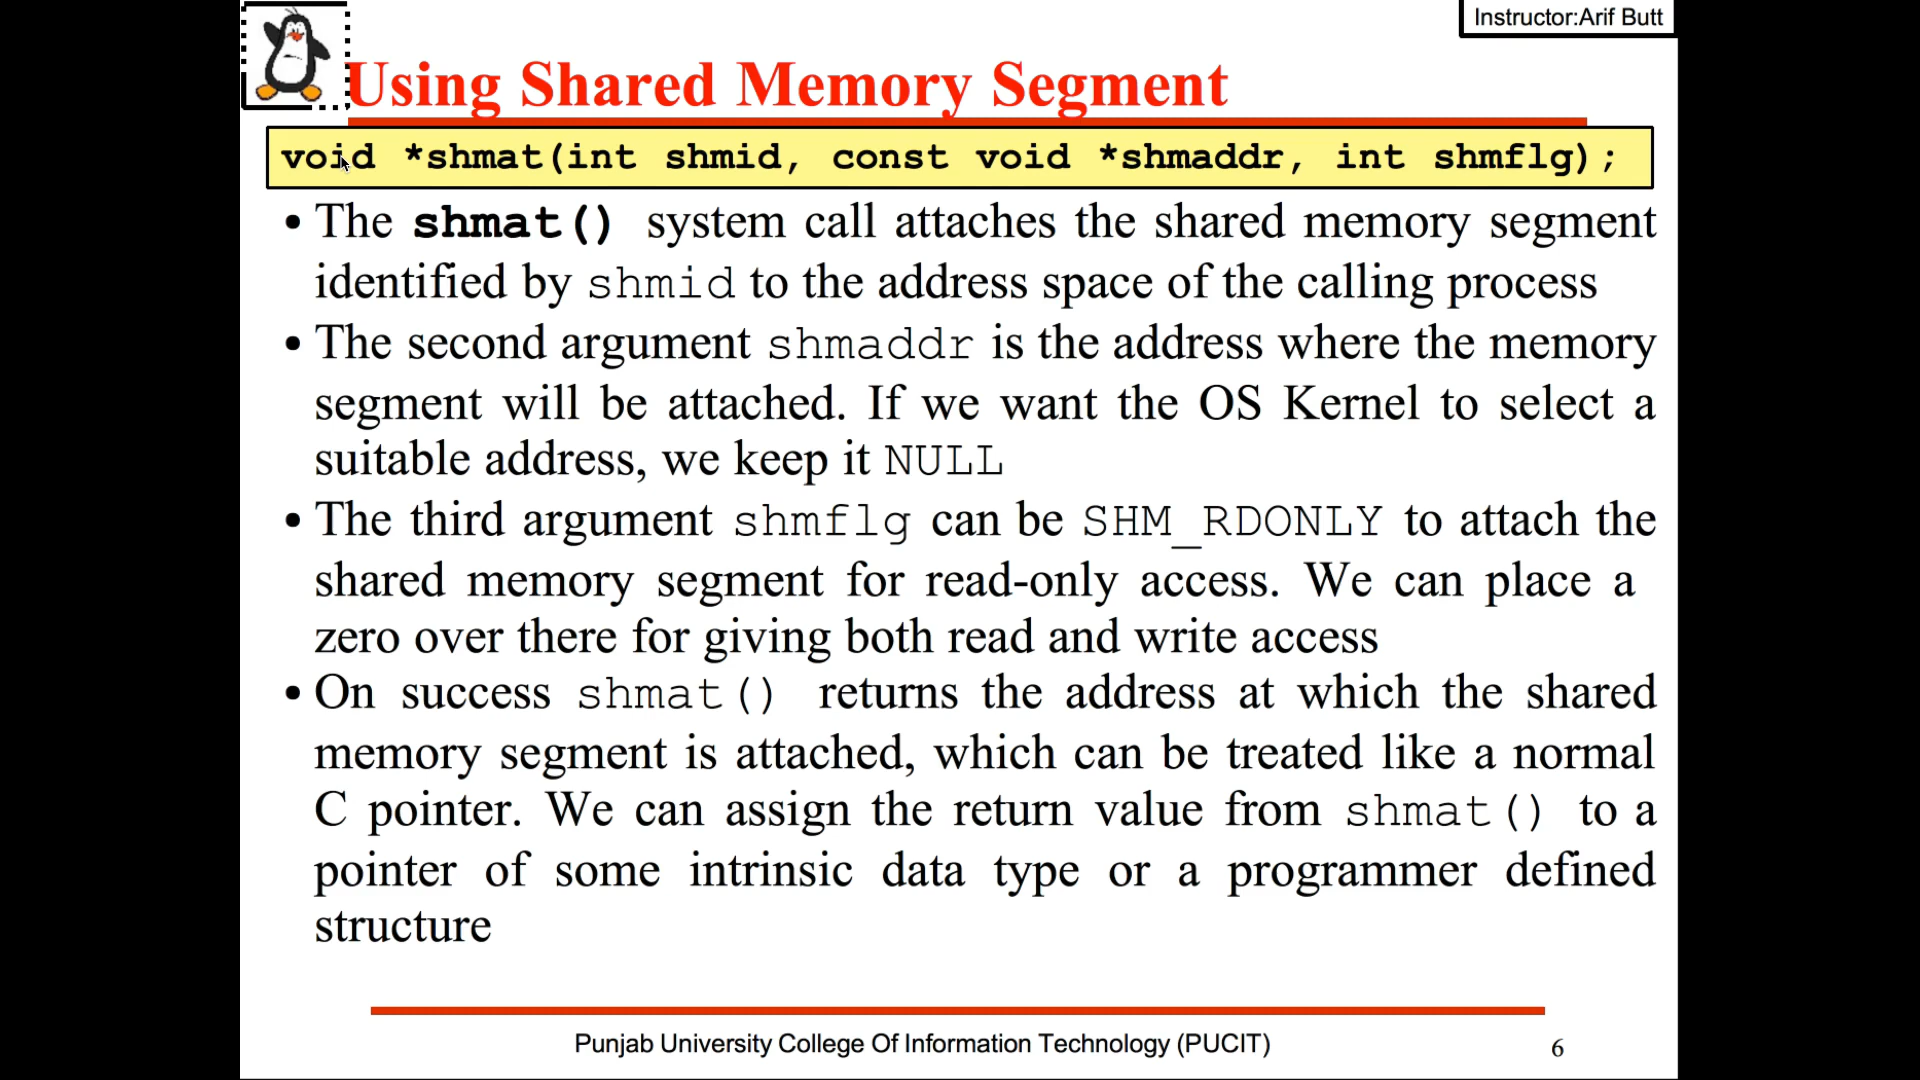 Instructor:Arif Butt
Using Shared Memory Segment
void *shmat(int shmid, const void *shmaddr, int shmflg);
• The shmat() system call attaches the shared memory segment
identified by shmid to the address space of the calling process
• The second argument shmaddr is the address where the memory
segment will be attached. If we want the OS Kernel to select a
suitable address, we keep it NULL
• The third argument shmflg can be SHM_RDONLY to attach the
shared memory segment for read-only access. We can place a
zero over there for giving both read and write access
• On success shmat() returns the address at which the shared
memory segment is attached, which can be treated like a normal
C pointer. We can assign the return value from shmat() to a
pointer of some intrinsic data type or a programmer defined
structure
Punjab University College Of Information Technology (PUCIT)
6